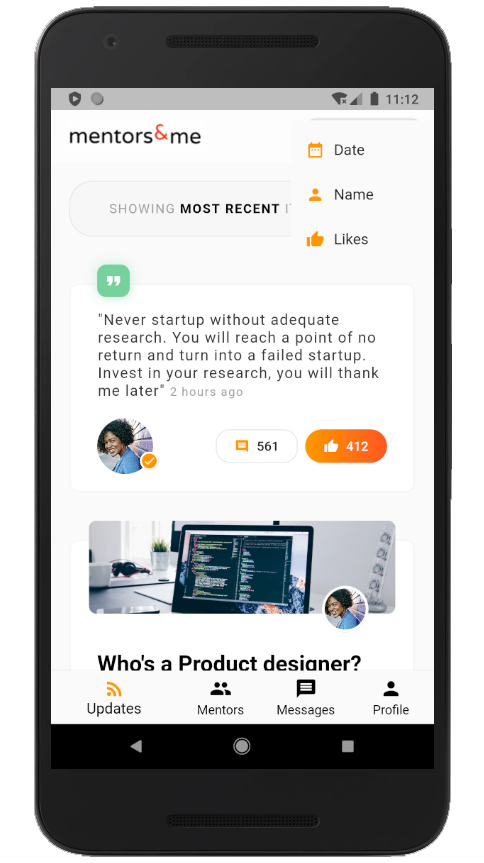 11:12
mentors&me
Date
Name
Likes
SHOWING MOST RECENT
"Never startup without adequate
research. You will reach a point of no
return and turn into a failed startup.
Invest in your research, you will thank
me later" 2 hours ago
561
412
Who's a Product designer?
Updates
Mentors
Messages
Profile